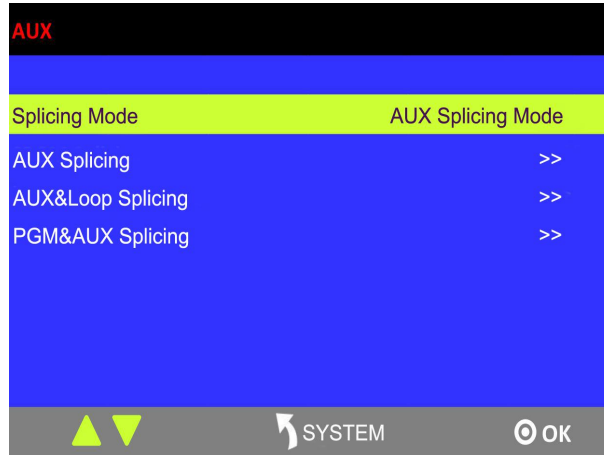 AUX
Splicing Mode AUX Splicing Mode
AUX Splicing >>
AUX&Loop Splicing >>
PGM&AUX Splicing >>
SYSTEM OK